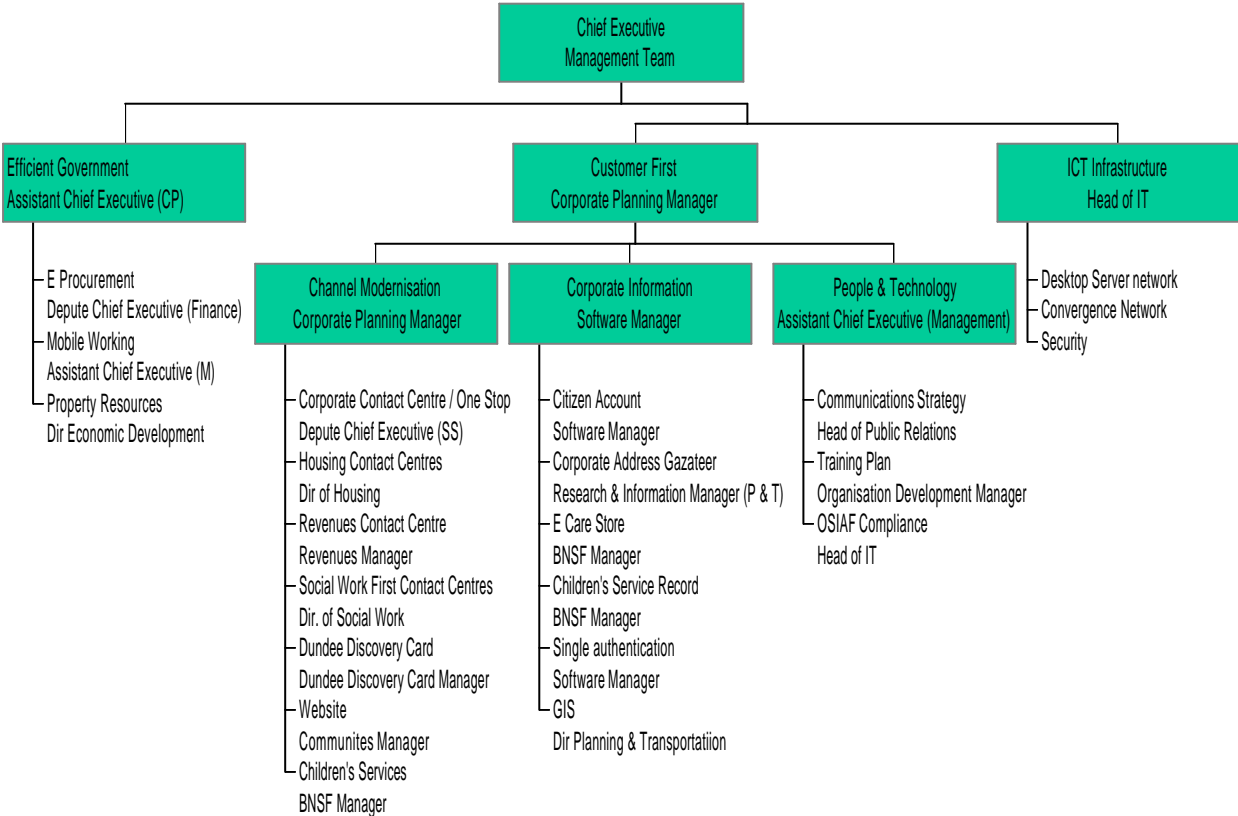 Chief Executive
Management Team
Efficient Government
Assistant Chief Executive (CP)
Customer First
Corporate Planning Manager
ICT Infrastructure
Head of IT
E Procurement
Depute Chief Executive (Finance)
Mobile Working
Assistant Chief Executive (M)
Property Resources
Dir Economic Development
Channel Modernisation
Corporate Planning Manager
Corporate Information
Software Manager
People & Technology
Assistant Chief Executive (Management)
Desktop Server network
Convergence Network
Security
Corporate Contact Centre / One Stop
Depute Chief Executive (SS)
Housing Contact Centres
Dir of Housing
Revenues Contact Centre
Revenues Manager
Social Work First Contact Centres
Dir. of Social Work
Dundee Discovery Card
Dundee Discovery Card Manager
Website
Communites Manager
Children's Services
BNSF Manager
Citizen Account
Software Manager
Corporate Address Gazateer
Research & Information Manager (P & T)
E Care Store
BNSF Manager
Children's Service Record
BNSF Manager
Single authentication
Software Manager
GIS
Dir Planning & Transportatiion
Communications Strategy
Head of Public Relations
Training Plan
Organisation Development Manager
OSIAF Compliance
Head of IT